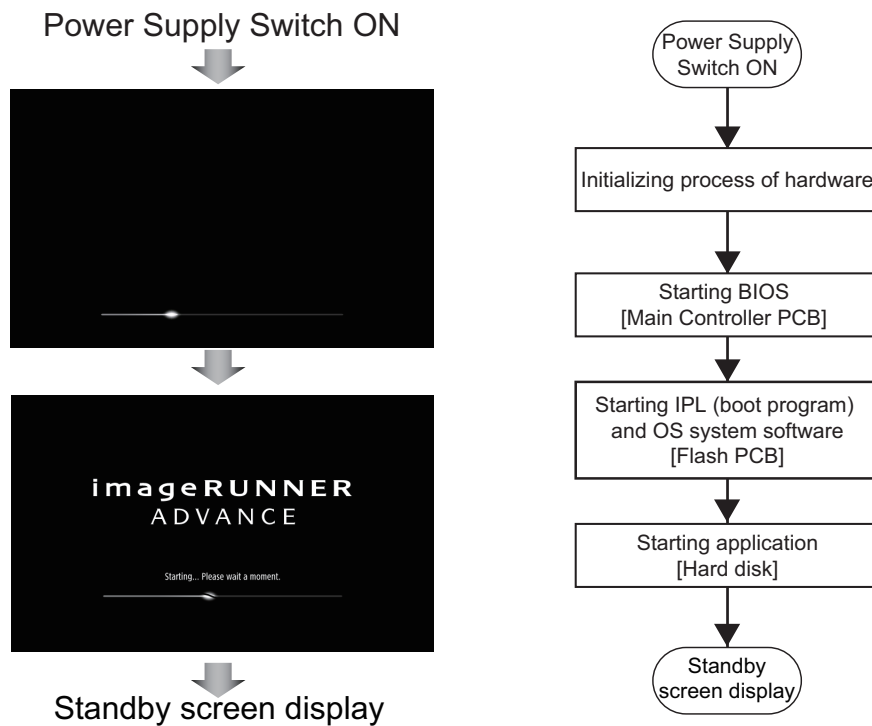 Power Supply Switch ON
imageRUNNER
ADVANCE
Starting... Please wait a moment.
Standby screen display
Power Supply
Switch ON
Initializing process of hardware
Starting BIOS
[Main Controller PCB]
Starting IPL (boot program)
and OS system software
[Flash PCB]
Starting application
[Hard disk]
Standby
screen display